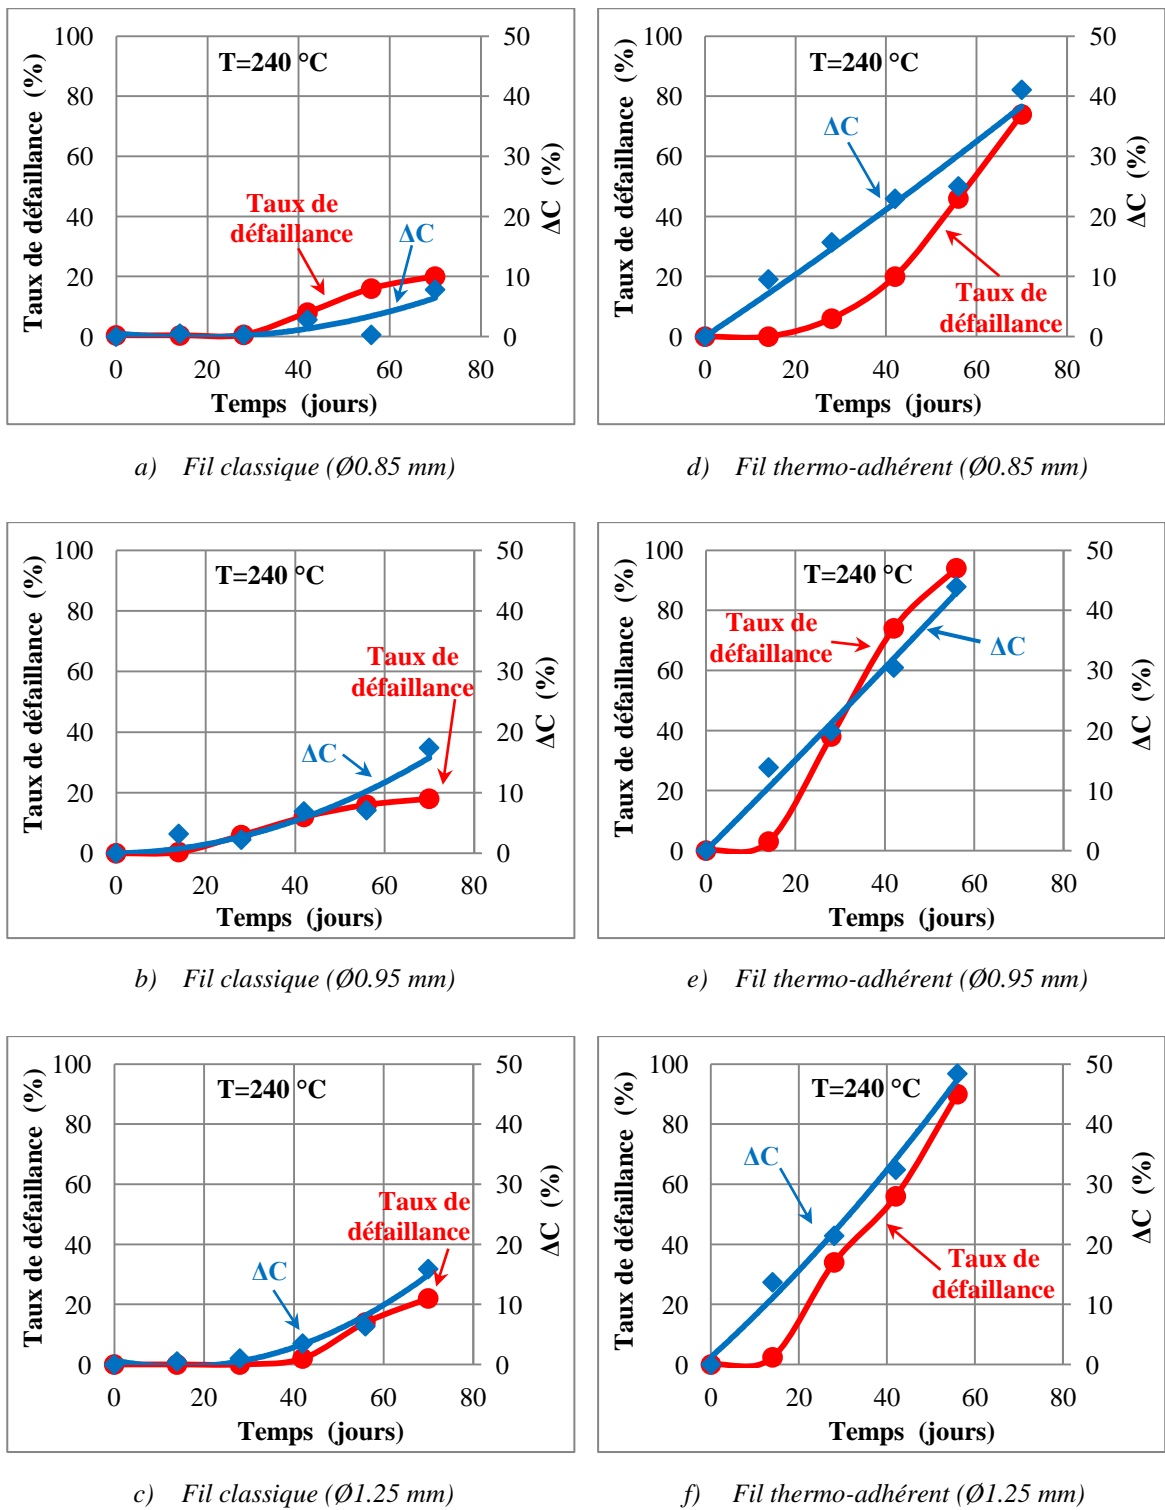 T=240 °C
Taux de défaillance (%)
100
80
60
40
20
0
50
40
30
20
10
0
ΔC (%)
Taux de
défaillance
ΔC
0 20 40 60 80
Temps (jours)
a) Fil classique (Ø0.85 mm)
T=240 °C
Taux de défaillance (%)
100
80
60
40
20
0
50
40
30
20
10
0
ΔC (%)
ΔC
Taux de
défaillance
0 20 40 60 80
Temps (jours)
d) Fil thermo-adhérent (Ø0.85 mm)
T=240 °C
Taux de défaillance (%)
100
80
60
40
20
0
50
40
30
20
10
0
ΔC (%)
Taux de
défaillance
ΔC
0 20 40 60 80
Temps (jours)
b) Fil classique (Ø0.95 mm)
T=240 °C
Taux de défaillance (%)
100
80
60
40
20
0
50
40
30
20
10
0
ΔC (%)
Taux de
défaillance
ΔC
0 20 40 60 80
Temps (jours)
e) Fil thermo-adhérent (Ø0.95 mm)
T=240 °C
Taux de défaillance (%)
100
80
60
40
20
0
50
40
30
20
10
0
ΔC (%)
Taux de
défaillance
ΔC
0 20 40 60 80
Temps (jours)
c) Fil classique (Ø1.25 mm)
T=240 °C
Taux de défaillance (%)
100
80
60
40
20
0
50
40
30
20
10
0
ΔC (%)
ΔC
Taux de
défaillance
0 20 40 60 80
Temps (jours)
f) Fil thermo-adhérent (Ø1.25 mm)